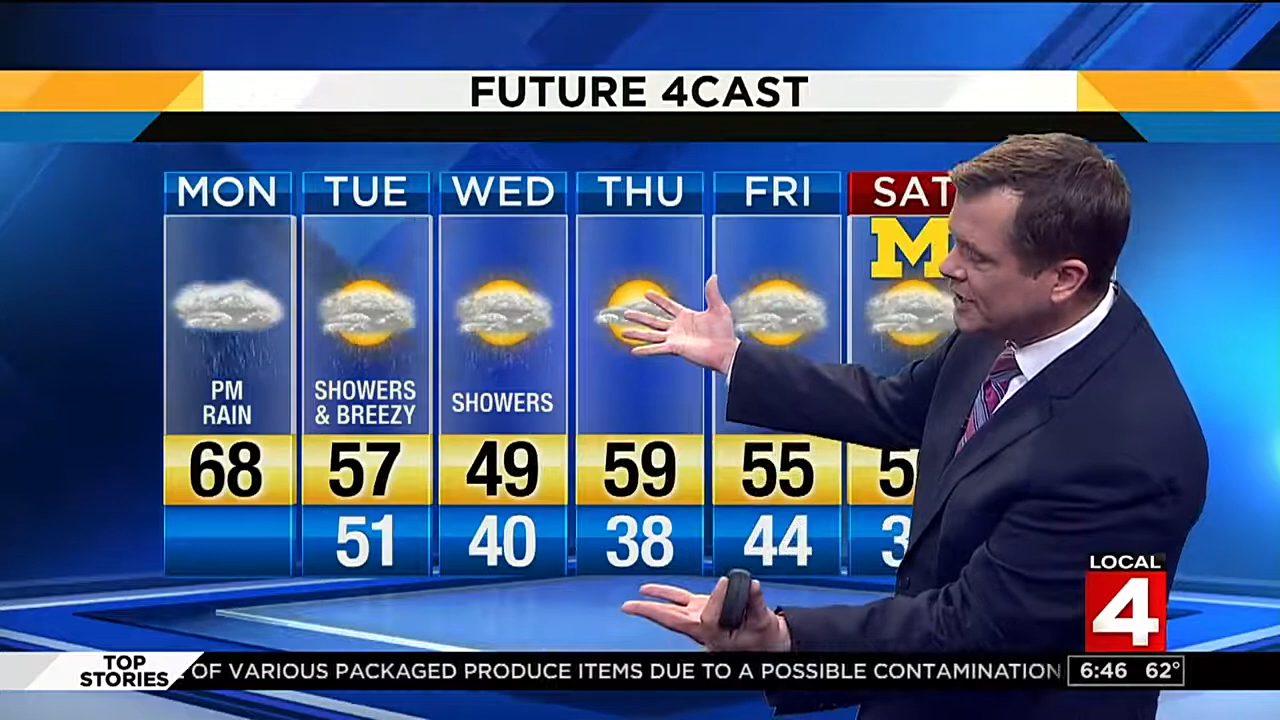 FUTURE 4CAST
MON TUE WED THU FRI SAT
M
PM RAIN
SHOWERS & BREEZY
SHOWERS
68 57 49 59 55 5
51 40 38 44 3
LOCAL
4
TOP STORIES
OF VARIOUS PACKAGED PRODUCE ITEMS DUE TO A POSSIBLE CONTAMINATION
6:46 62°